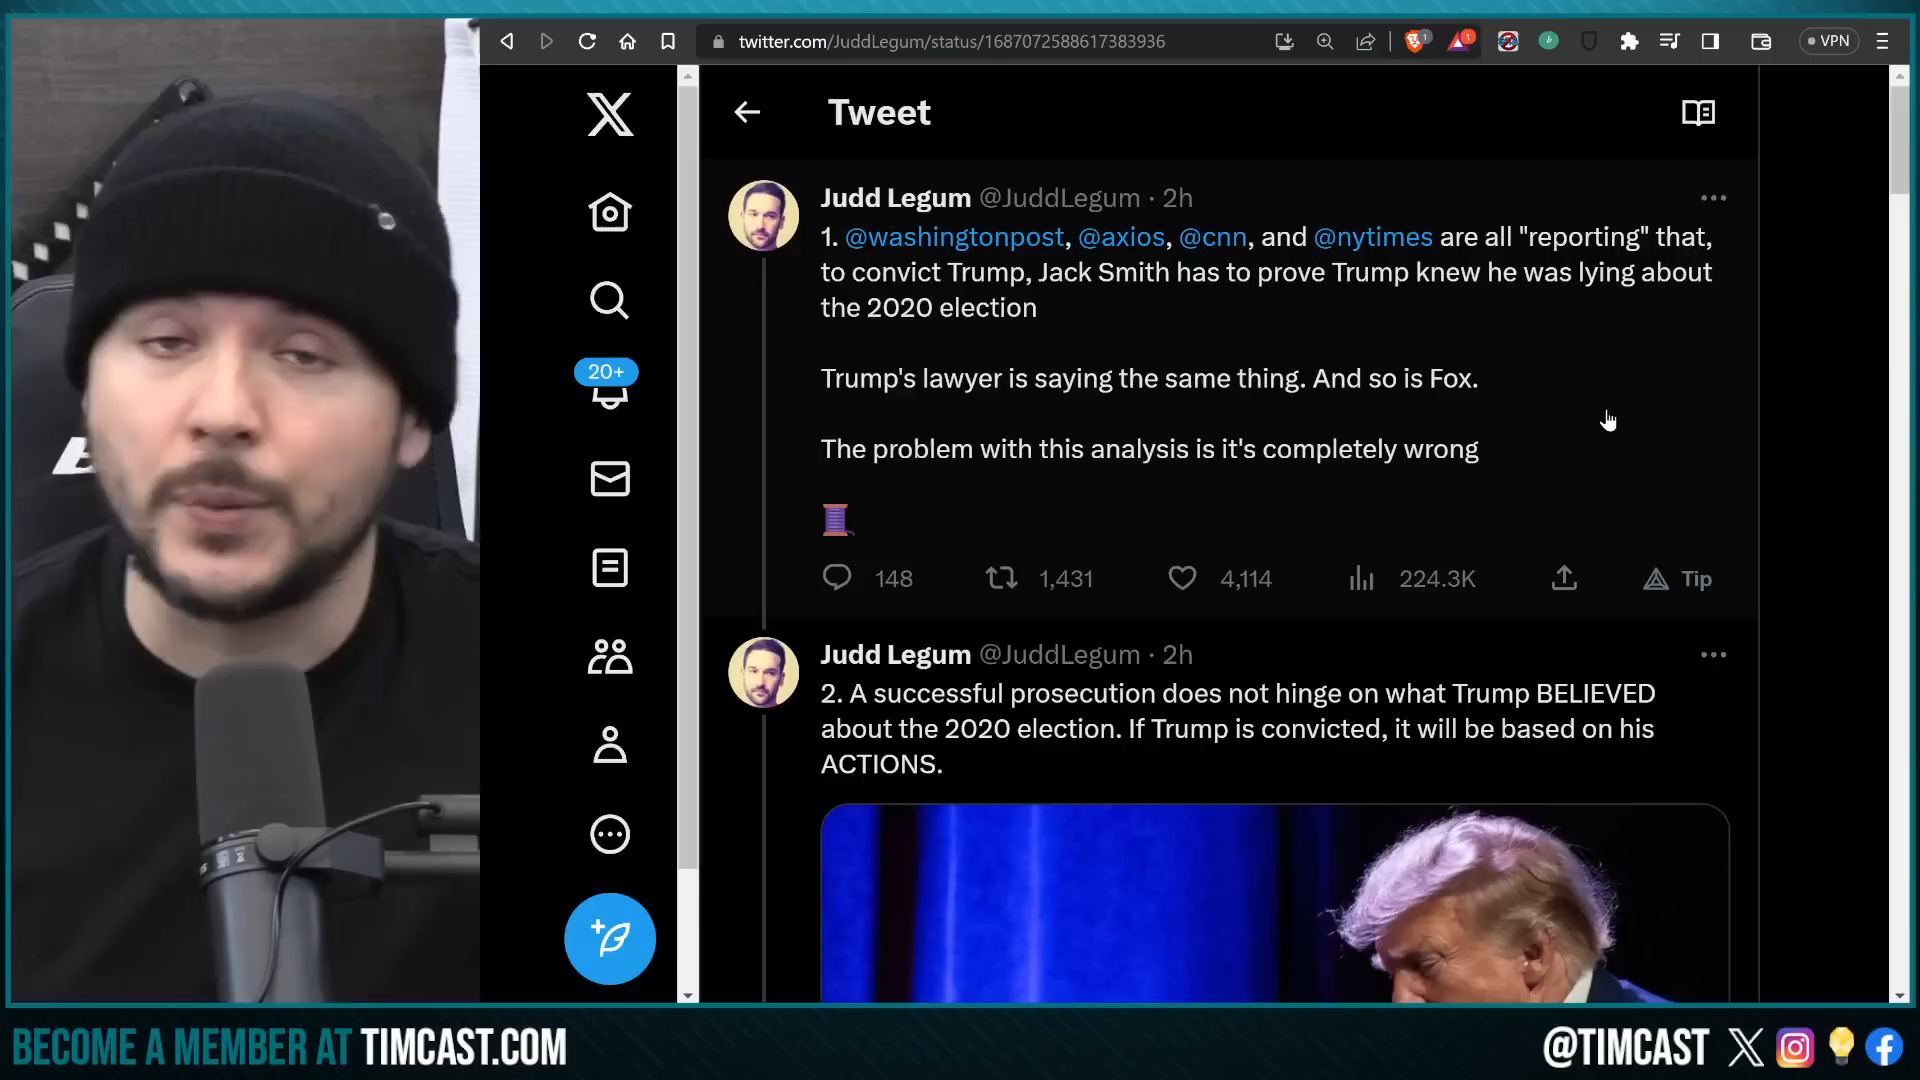 twitter.com/JuddLegum/status/1687072588617383936
1
1
VPN
Tweet
Judd Legum @JuddLegum · 2h
1. @washingtonpost, @axios, @cnn, and @nytimes are all "reporting" that,
to convict Trump, Jack Smith has to prove Trump knew he was lying about
the 2020 election
Trump's lawyer is saying the same thing. And so is Fox.
The problem with this analysis is it's completely wrong
148 1,431 4,114 224.3K Tip
20+
Judd Legum @JuddLegum · 2h
2. A successful prosecution does not hinge on what Trump BELIEVED
about the 2020 election. If Trump is convicted, it will be based on his
ACTIONS.
BECOME A MEMBER AT TIMCAST.COM
@TIMCAST